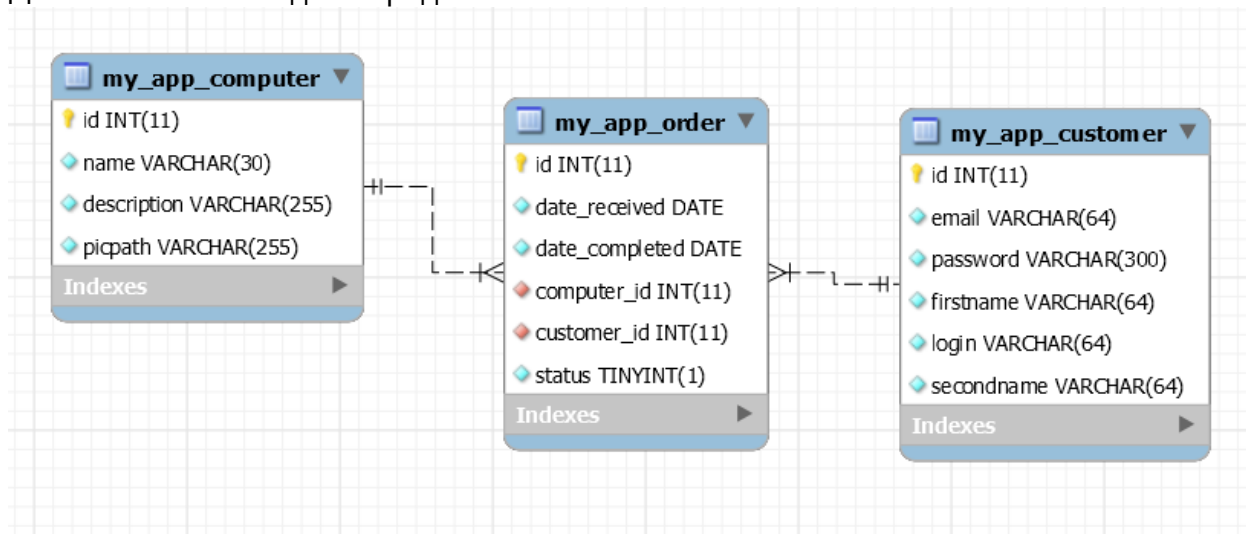 my_app_computer
id INT(11)
name VARCHAR(30)
description VARCHAR(255)
picpath VARCHAR(255)
Indexes
my_app_order
id INT(11)
date_received DATE
date_completed DATE
computer_id INT(11)
customer_id INT(11)
status TINYINT(1)
Indexes
my_app_customer
id INT(11)
email VARCHAR(64)
password VARCHAR(300)
firstname VARCHAR(64)
login VARCHAR(64)
secondname VARCHAR(64)
Indexes